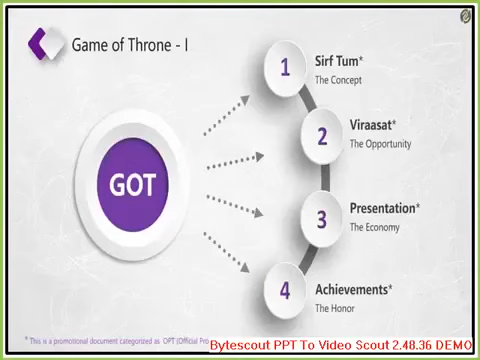 Game of Throne - I
GOT
1
Sirf Tum*
The Concept
2
Viraasat*
The Opportunity
3
Presentation*
The Economy
4
Achievements*
The Honor
* This is a promotional document categorized as OPT (Official Pro
Bytescout PPT To Video Scout 2.48.36 DEMO